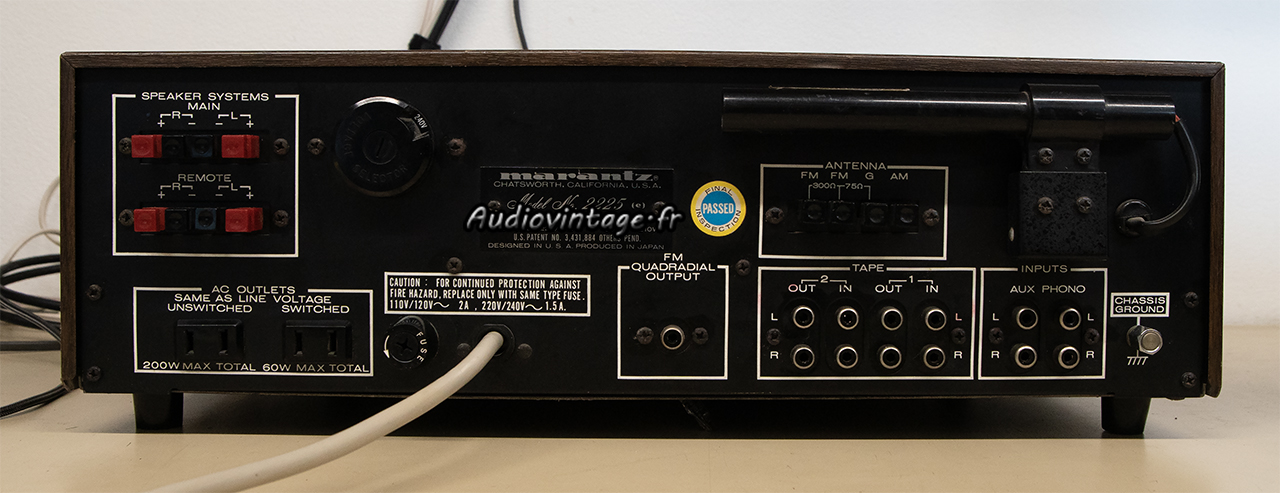 SPEAKER SYSTEMS
MAIN
+ R − − L +
REMOTE
+ R − − L +
240V
SELECTOR
marantz
CHATSWORTH, CALIFORNIA, U.S.A.
Model No. 2225 (e)
Audiovintage.fr
U.S. PATENT NO. 3,431,884 OTHERS PEND.
DESIGNED IN U S A PRODUCED IN JAPAN
FINAL
PASSED
INSPECTION
ANTENNA
FM FM G AM
300Ω 75Ω
AC OUTLETS
SAME AS LINE VOLTAGE
UNSWITCHED SWITCHED
200W MAX TOTAL 60W MAX TOTAL
CAUTION : FOR CONTINUED PROTECTION AGAINST
FIRE HAZARD, REPLACE ONLY WITH SAME TYPE FUSE.
110V/120V～ 2A , 220V/240V～ 1.5A.
FUSE
FM
QUADRADIAL
OUTPUT
TAPE
2 1
OUT IN OUT IN
L L
R R
INPUTS
AUX PHONO
L L
R R
CHASSIS
GROUND